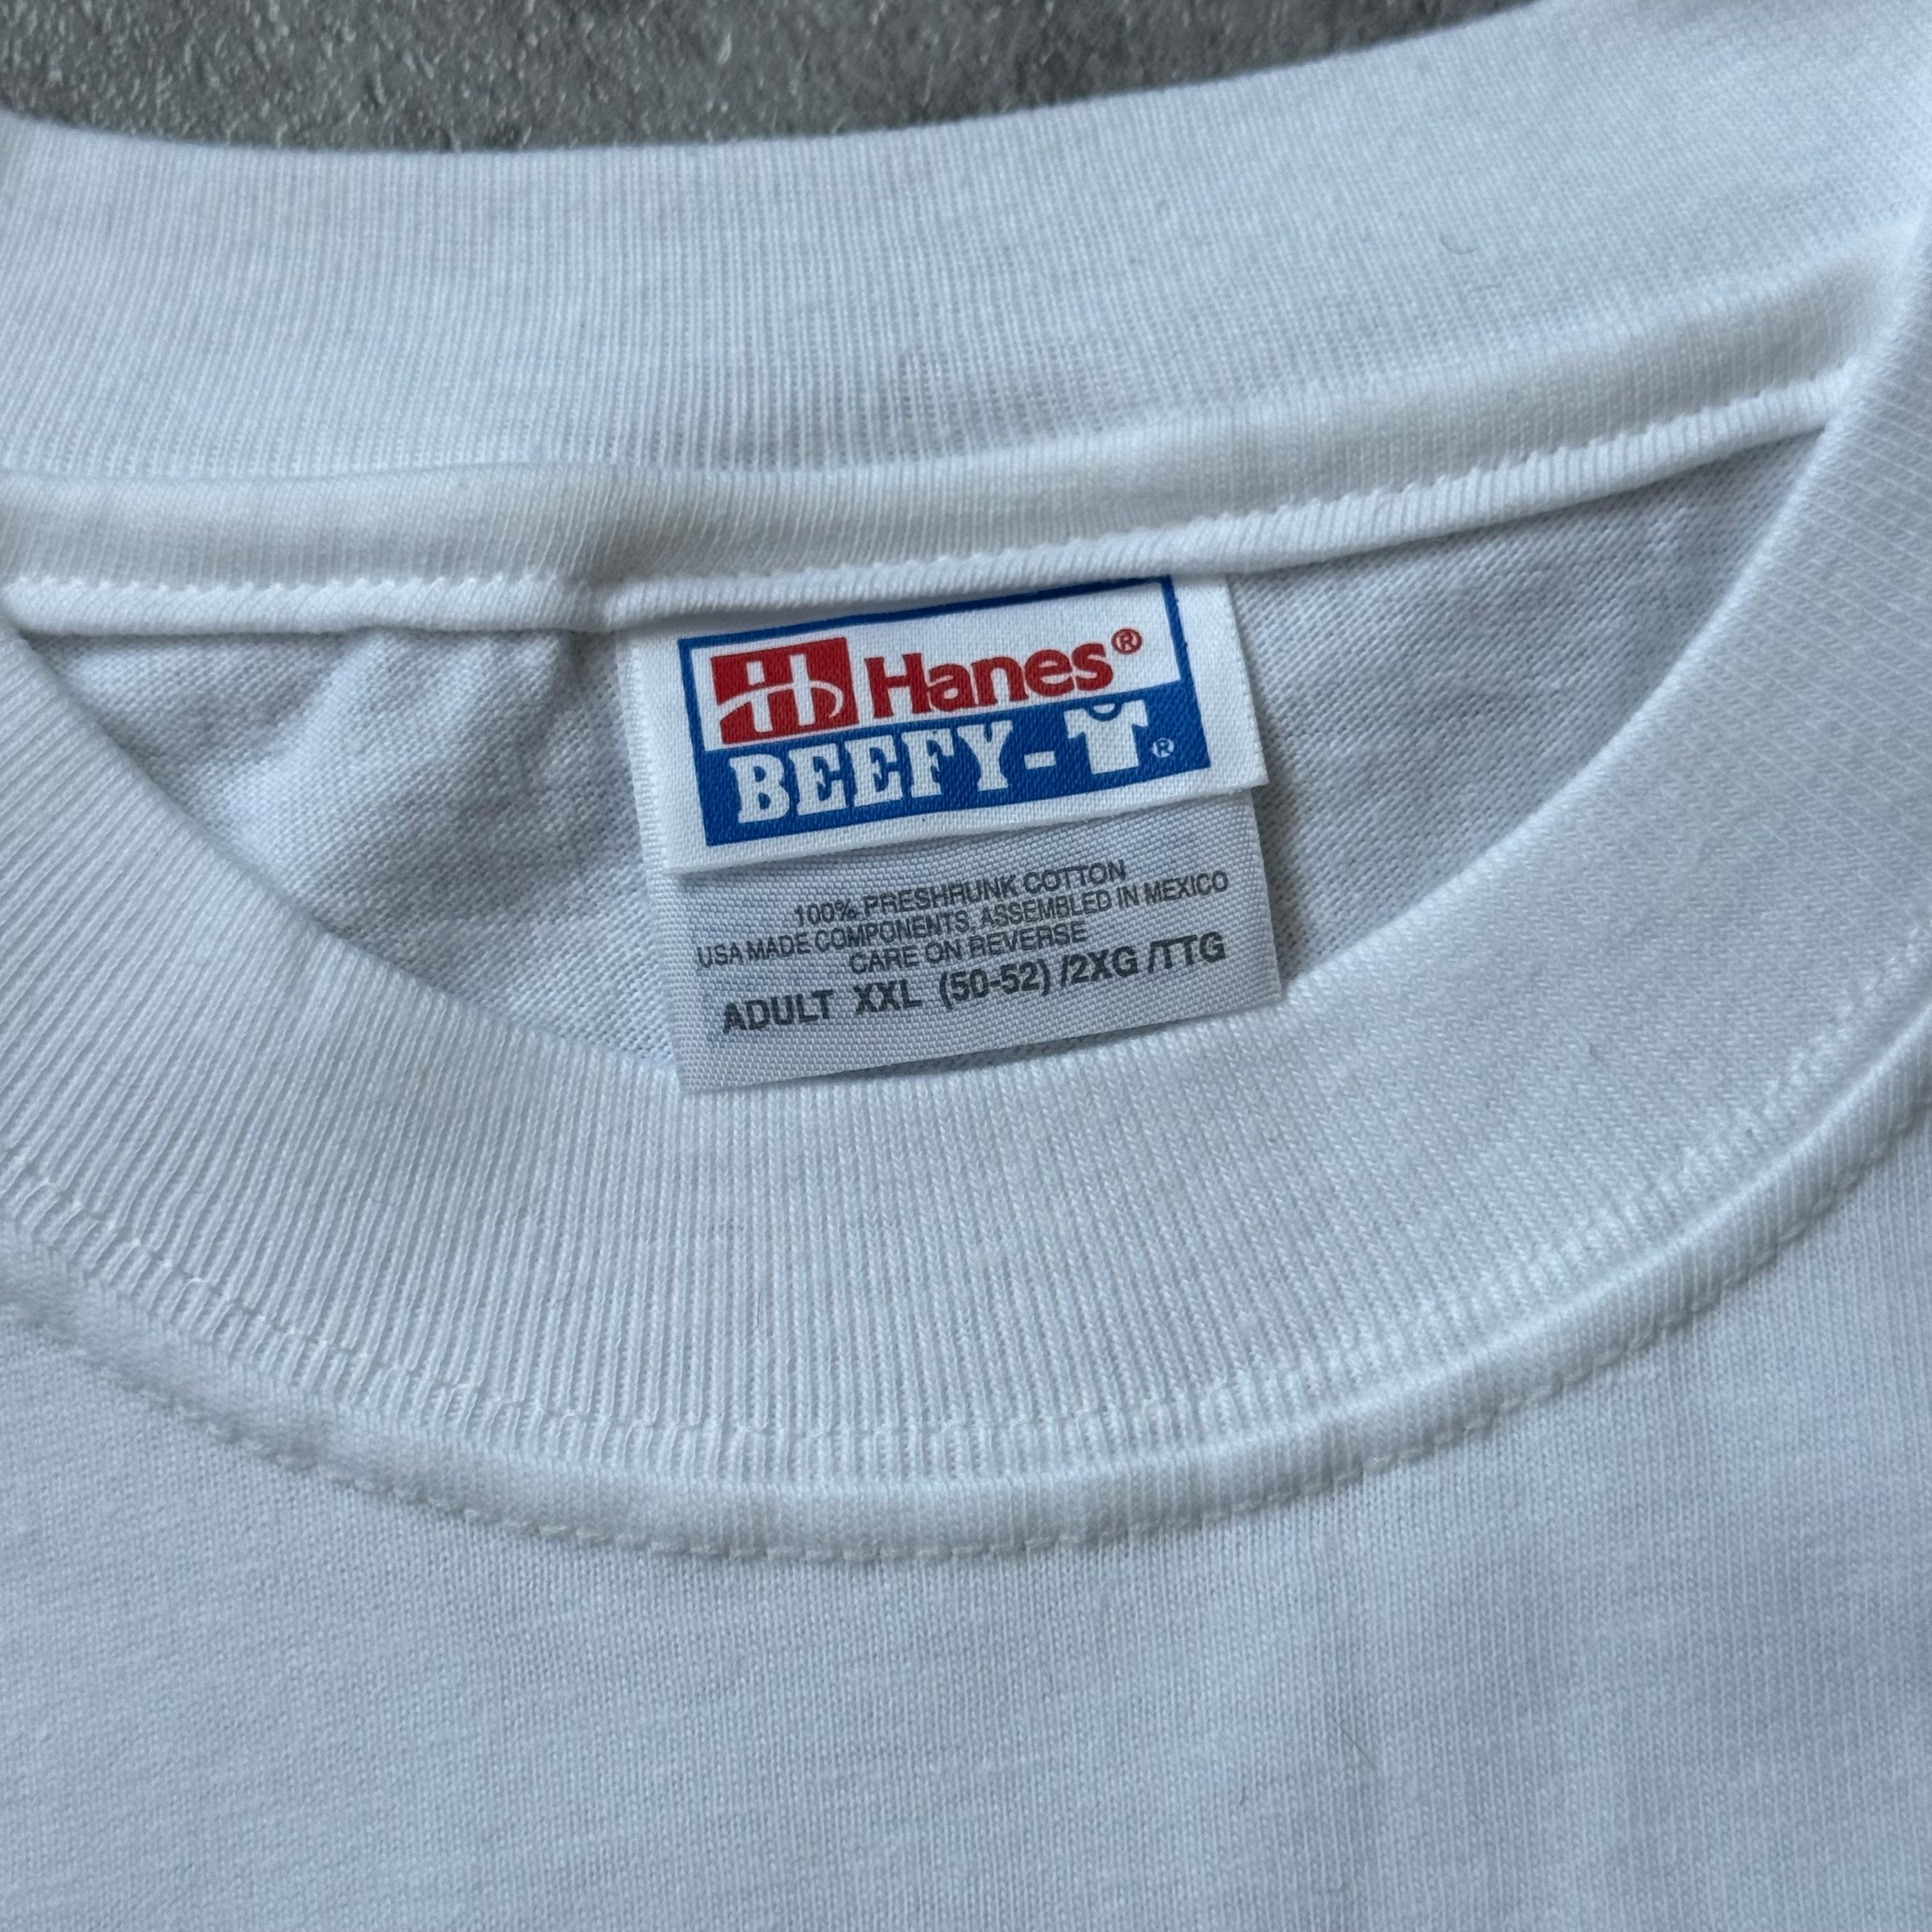 Hanes®
BEEFY-T®
100% PRESHRUNK COTTON
USA MADE COMPONENTS, ASSEMBLED IN MEXICO
CARE ON REVERSE
ADULT XXL (50-52) /2XG /TTG